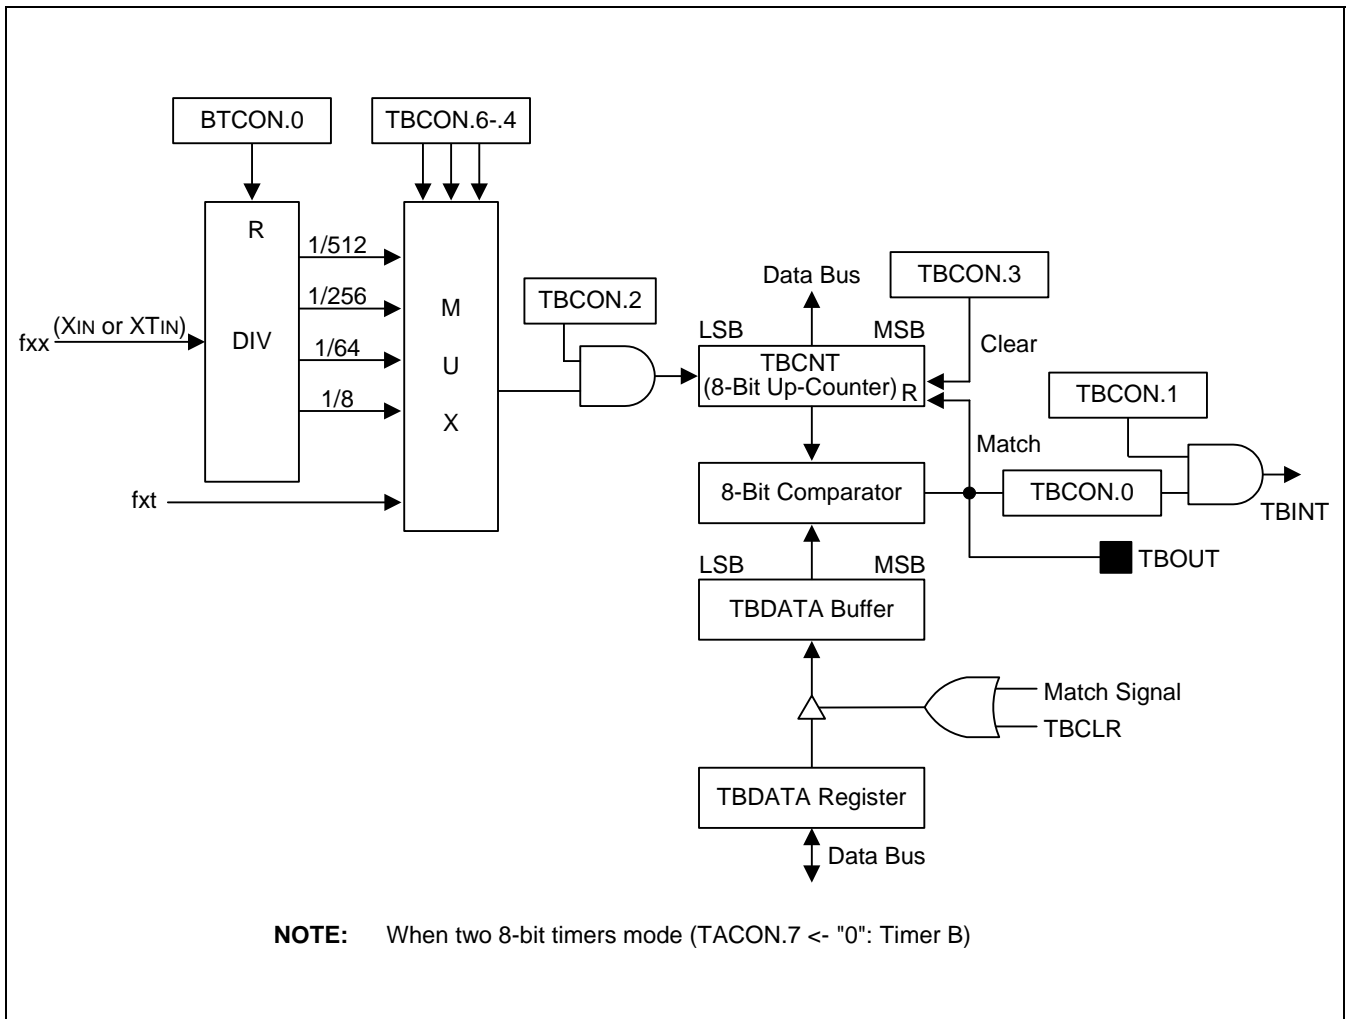 BTCON.0
TBCON.6-.4
R
1/512
1/256
1/64
1/8
DIV
fxx
(XIN or XTIN)
fxt
M
U
X
TBCON.2
Data Bus
LSB
MSB
TBCNT
(8-Bit Up-Counter)
R
TBCON.3
Clear
Match
TBCON.1
8-Bit Comparator
TBCON.0
TBINT
TBOUT
LSB
MSB
TBDATA Buffer
Match Signal
TBCLR
TBDATA Register
Data Bus
NOTE: When two 8-bit timers mode (TACON.7 <- "0": Timer B)